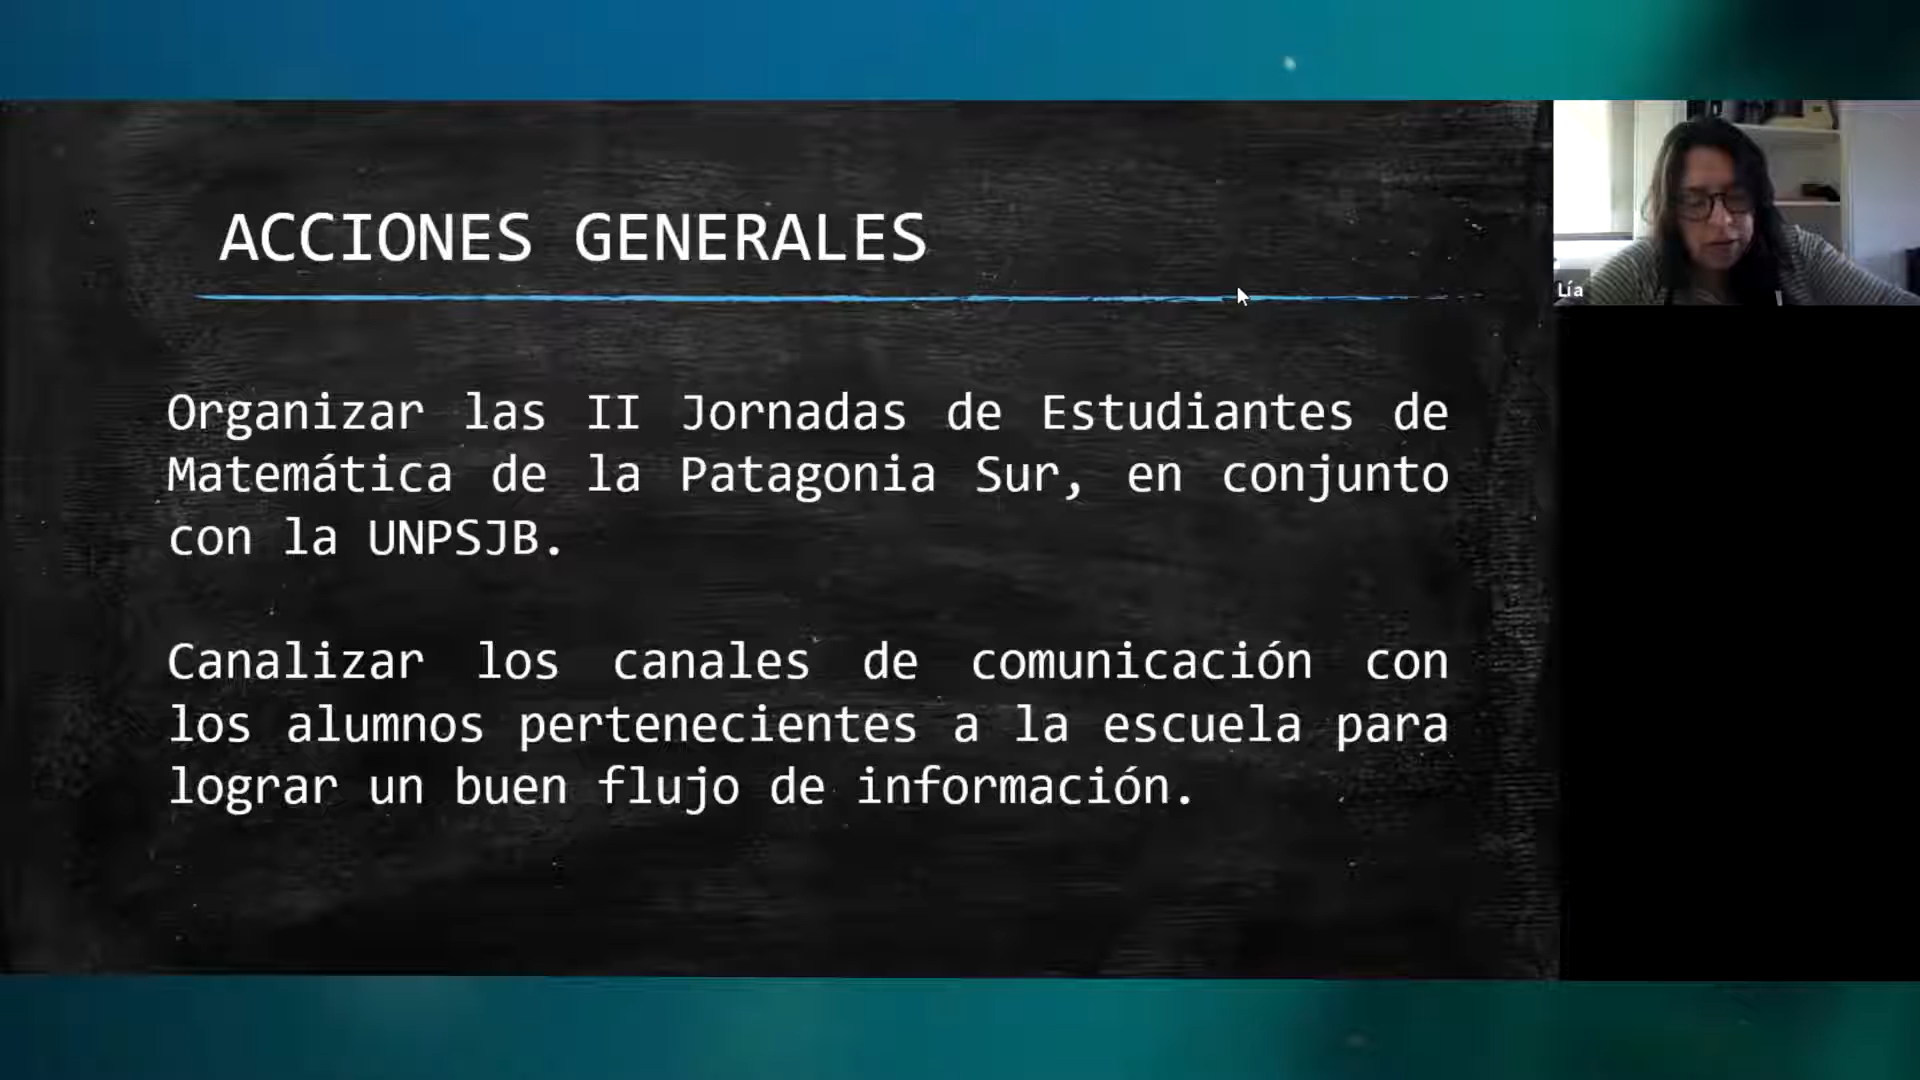 ACCIONES GENERALES
Organizar las II Jornadas de Estudiantes de
Matemática de la Patagonia Sur, en conjunto
con la UNPSJB.
Canalizar los canales de comunicación con
los alumnos pertenecientes a la escuela para
lograr un buen flujo de información.
Lía